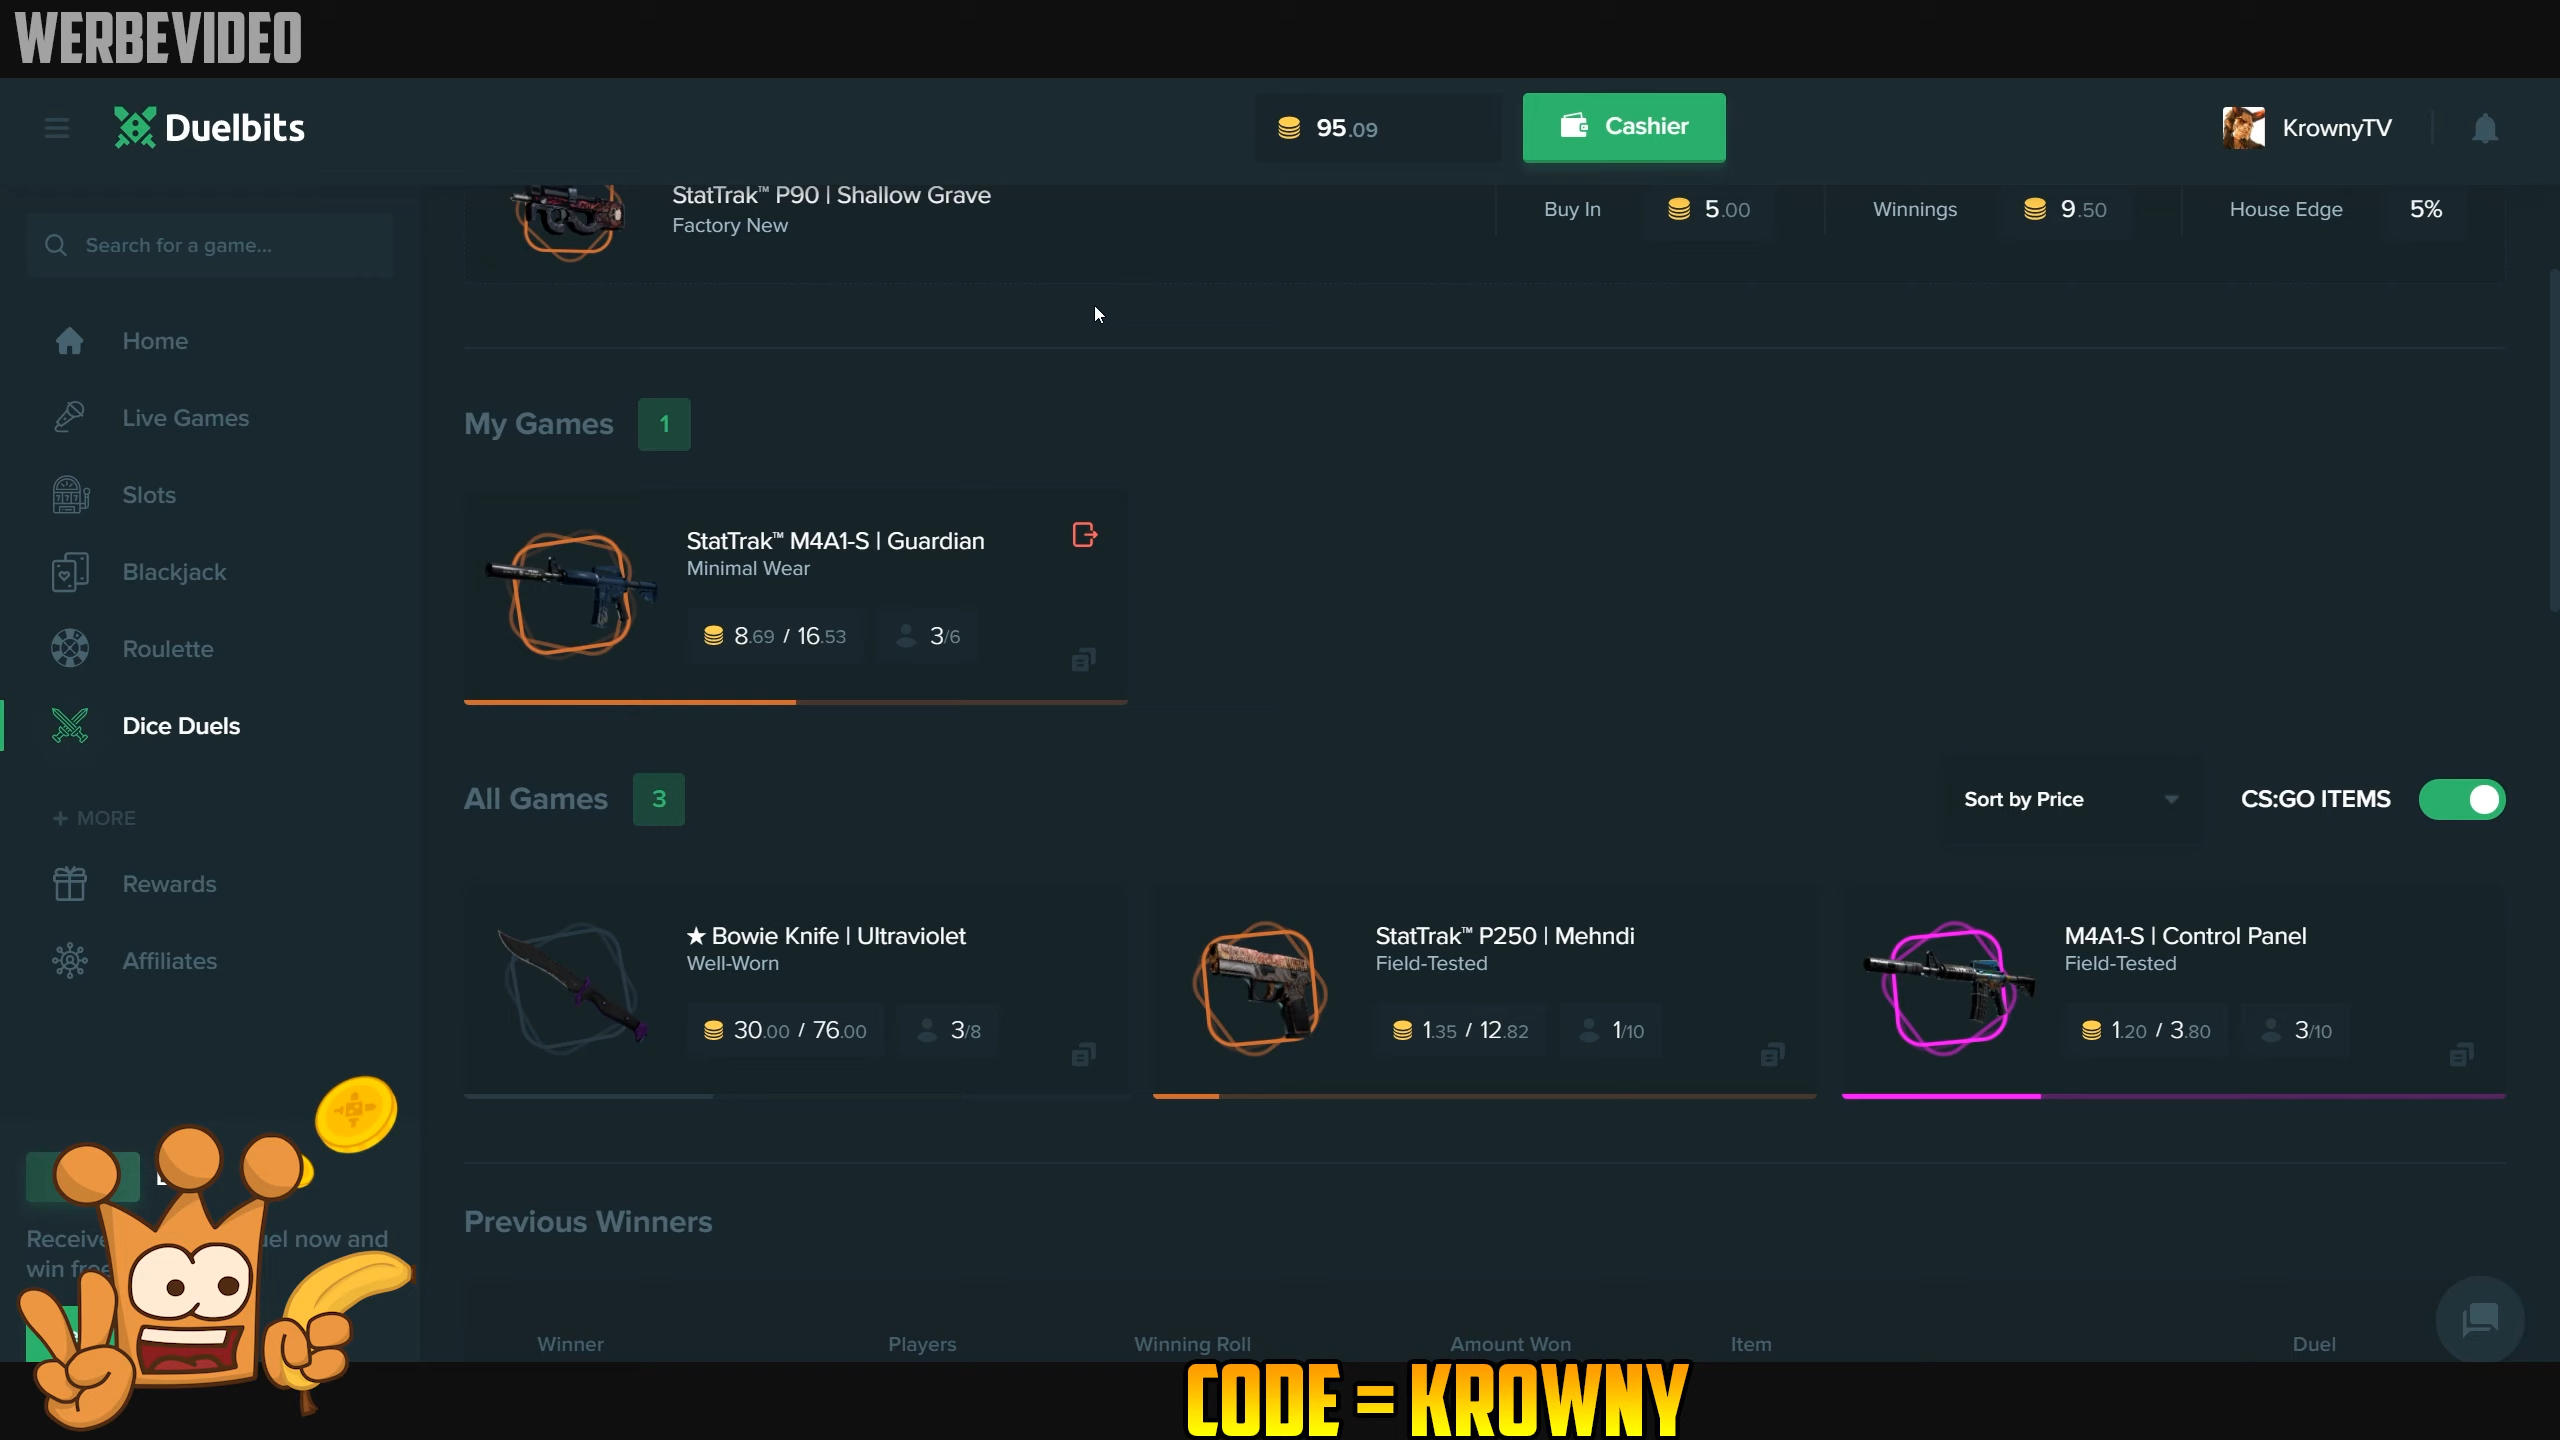 WERBEVIDEO
Duelbits
95.09
Cashier
KrownyTV
Search for a game...
Home
Live Games
Slots
Blackjack
Roulette
Dice Duels
+ MORE
Rewards
Affiliates
StatTrak™ P90 | Shallow Grave
Factory New
Buy In
5.00
Winnings
9.50
House Edge
5%
My Games
1
StatTrak™ M4A1-S | Guardian
Minimal Wear
8.69 / 16.53
3/6
All Games
3
Sort by Price
CS:GO ITEMS
★ Bowie Knife | Ultraviolet
Well-Worn
30.00 / 76.00
3/8
StatTrak™ P250 | Mehndi
Field-Tested
1.35 / 12.82
1/10
M4A1-S | Control Panel
Field-Tested
1.20 / 3.80
3/10
Receive now and
win
Previous Winners
Winner
Players
Winning Roll
Amount Won
Item
Duel
CODE = KROWNY